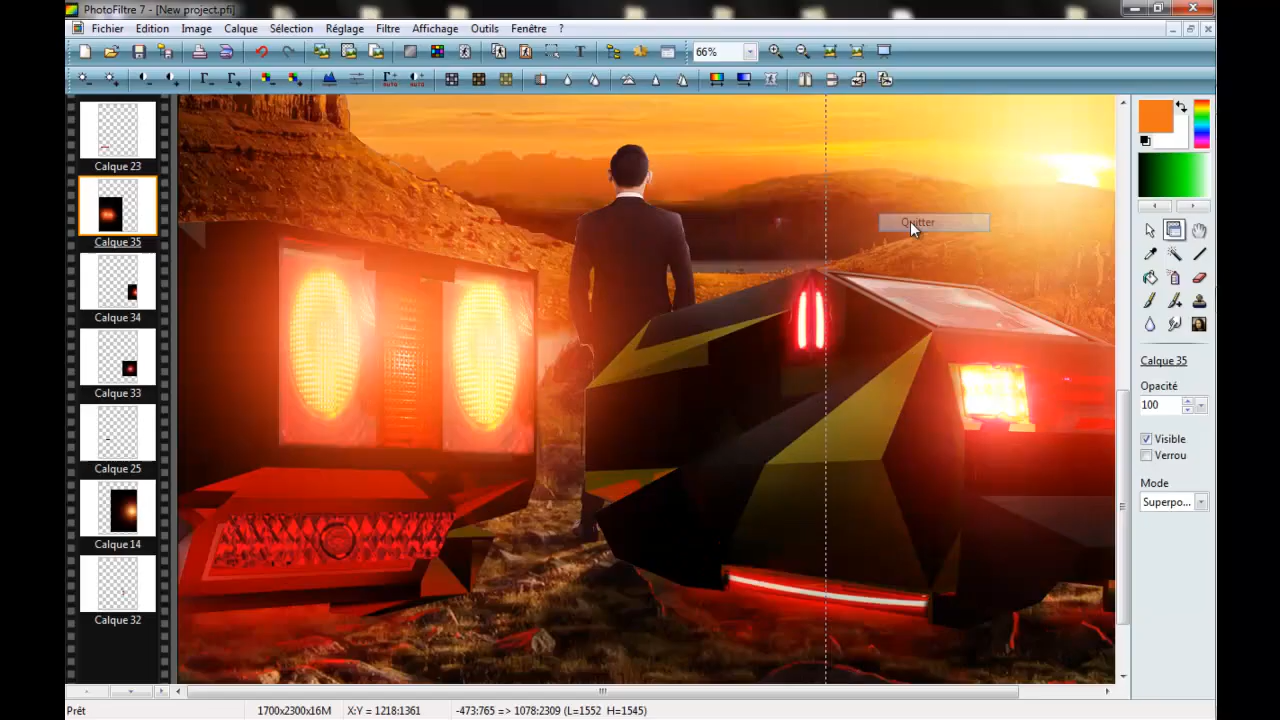 PhotoFiltre 7 - [New project.pfi]
Fichier Edition Image Calque Sélection Réglage Filtre Affichage Outils Fenêtre ?
66%
AUTO AUTO
Calque 23
Calque 35
Calque 34
Calque 33
Calque 25
Calque 14
Calque 32
Quitter
Calque 35
Opacité
100
Visible
Verrou
Mode
Superpo...
Prêt 1700x2300x16M X:Y = 1218:1361 -473:765 => 1078:2309 (L=1552 H=1545)